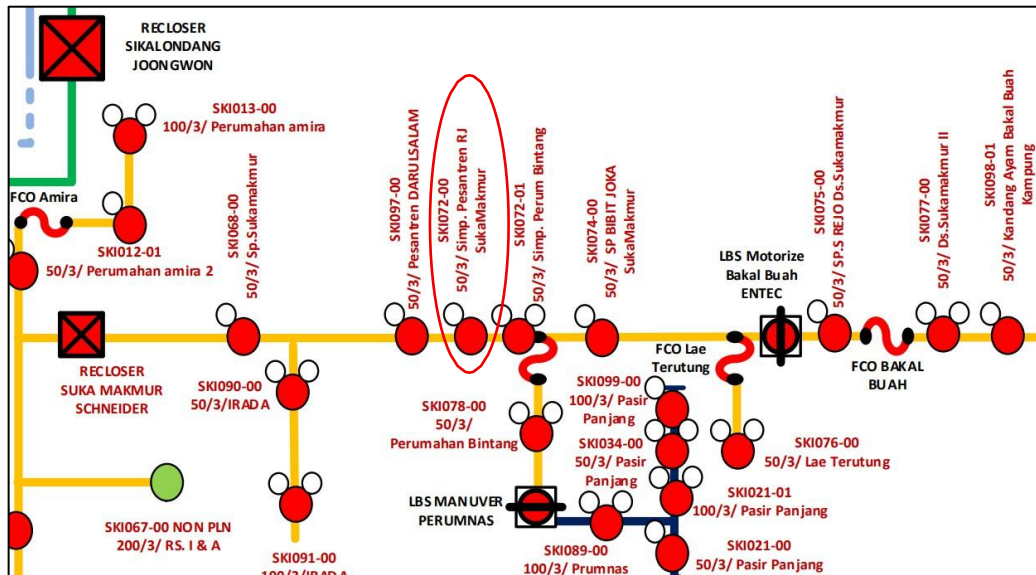 RECLOSER
SIKALONDANG
JOONGWON
SKI013-00
100/3/ Perumahan amira
FCO Amira
SKI012-01
50/3/ Perumahan amira 2
SKI068-00
50/3/ Sp.Sukamakmur
SKI097-00
50/3/ Pesantren DARULSALAM
SKI072-00
50/3/ Simp. Pesantren RJ
SukaMakmur
SKI072-01
50/3/ Simp. Perum Bintang
SKI074-00
50/3/ SP BIBIT JOKA
SukaMakmur
LBS Motorize
Bakal Buah
ENTEC
SKI075-00
50/3/ SP.S REJO Ds.Sukamakmur
SKI077-00
50/3/ Ds.Sukamakmur II
SKI098-01
50/3/ Kandang Ayam Bakal Buah
Kampung
RECLOSER
SUKA MAKMUR
SCHNEIDER
SKI090-00
50/3/IRADA
FCO Lae
Terutung
FCO BAKAL
BUAH
SKI078-00
50/3/
Perumahan Bintang
SKI099-00
100/3/ Pasir
Panjang
SKI034-00
50/3/ Pasir
Panjang
SKI076-00
50/3/ Lae Terutung
LBS MANUVER
PERUMNAS
SKI021-01
100/3/ Pasir Panjang
SKI067-00 NON PLN
200/3/ RS. I & A
SKI091-00
100/3/IRADA
SKI089-00
100/3/ Prumnas
SKI021-00
50/3/ Pasir Panjang